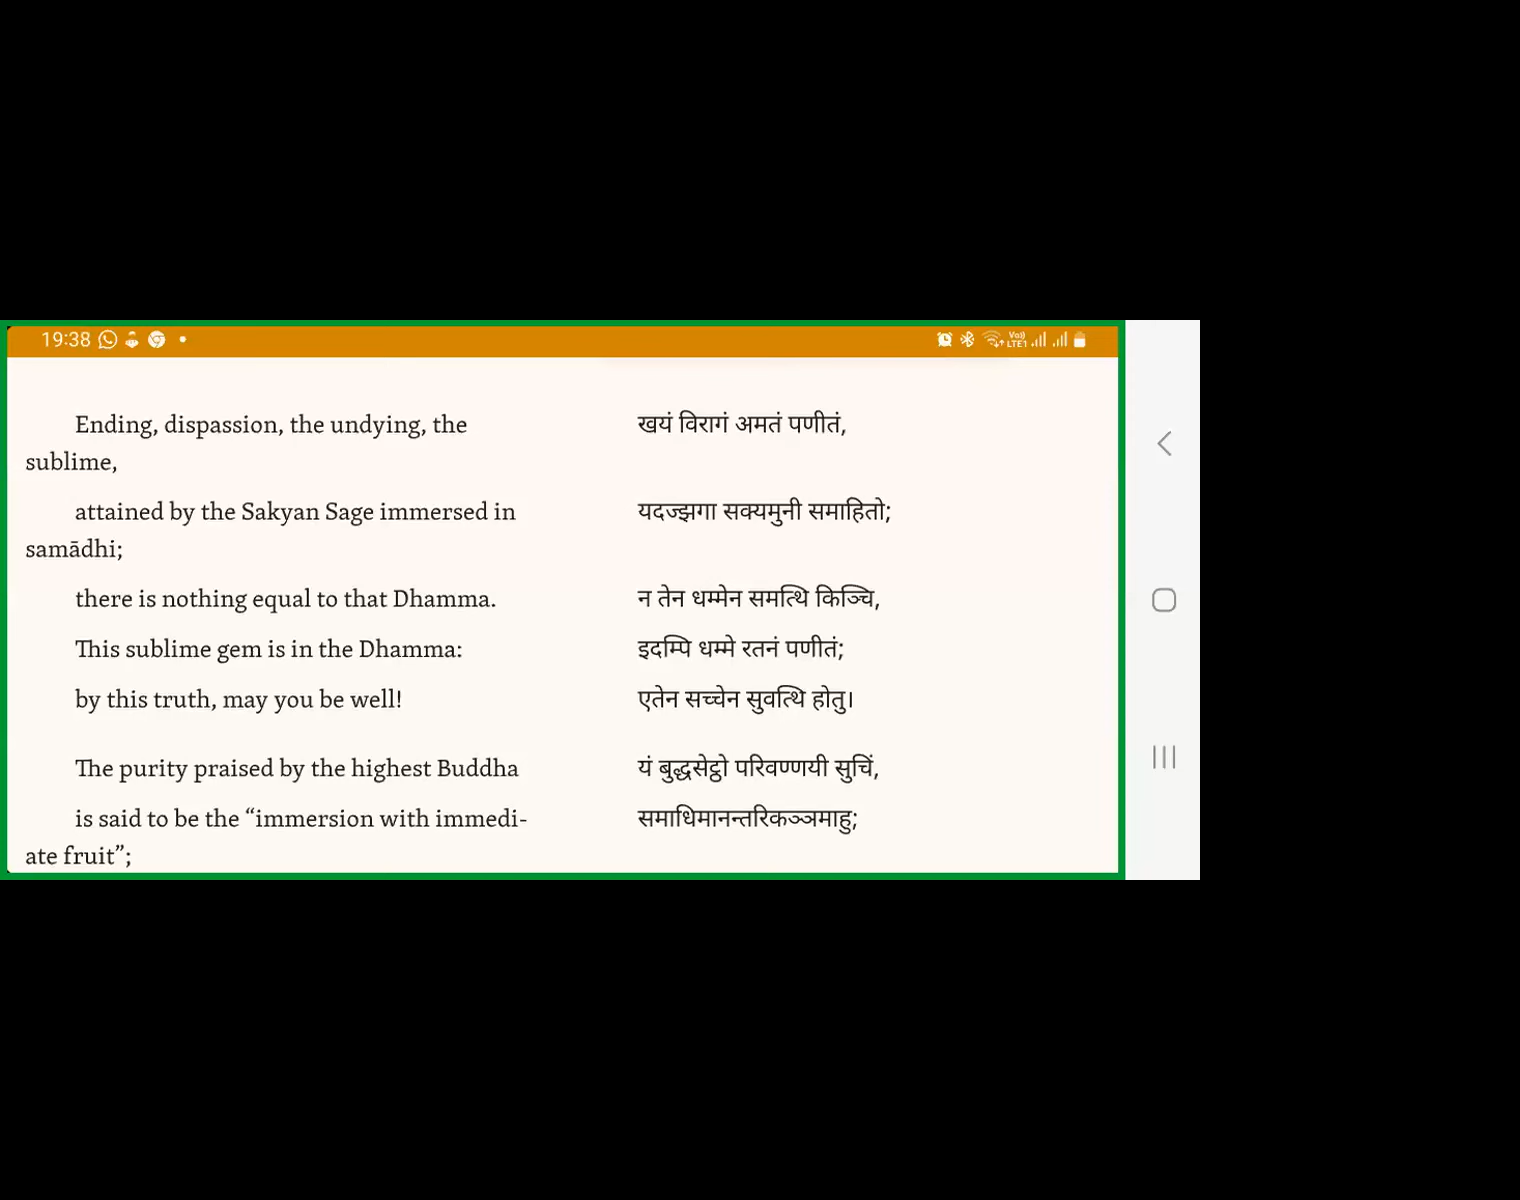 19:38
Vo)) LTE1
Ending, dispassion, the undying, the
sublime,
खयं विरागं अमतं पणीतं,
attained by the Sakyan Sage immersed in
samādhi;
यदज्झगा सक्यमुनी समाहितो;
there is nothing equal to that Dhamma.
न तेन धम्मेन समत्थि किञ्चि,
This sublime gem is in the Dhamma:
इदम्पि धम्मे रतनं पणीतं;
by this truth, may you be well!
एतेन सच्चेन सुवत्थि होतु।
The purity praised by the highest Buddha
यं बुद्धसेट्ठो परिवण्णयी सुचिं,
is said to be the “immersion with immedi-
ate fruit”;
समाधिमानन्तरिकञ्ञमाहु;